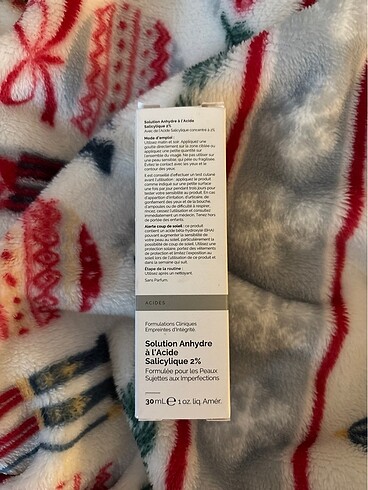 Solution Anhydre à l'Acide
Salicylique 2%
Avec de l'Acide Salicylique concentré à 2%
Mode d'emploi :
Utilisez matin et soir. Appliquez une
goutte directement sur la zone ciblée ou
appliquez une petite quantité sur
l'ensemble du visage. Ne pas utiliser sur
une peau sensible, qui pèle ou fragilisée.
Évitez le contact avec les yeux et le
contour des yeux.
Il est conseillé d'effectuer un test cutané
avant l'utilisation : appliquez le produit
comme indiqué sur une petite surface
une fois par jour pendant trois jours pour
tester votre sensibilité au produit. En cas
d'apparition d'irritation, d'urticaire, de
gonflement des yeux et de la bouche,
d'ampoules ou de difficulté à respirer,
cessez l'utilisation et consultez
immédiatement un médecin. Tenez hors
de portée des enfants.
Alerte coup de soleil : ce produit
contient un acide bêta-hydroxylé (BHA)
pouvant augmenter la sensibilité de
votre peau au soleil, particulièrement la
possibilité de coup de soleil. Utilisez une
protection solaire, portez des vêtements
de protection et limitez l'exposition au
soleil lors de l'utilisation de ce produit et
dans la semaine qui suit.
Étape de la routine :
Utilisez après un nettoyant.
Sans Parfum.
ACIDES
Formulations Cliniques
Empreintes d'Intégrité.
Solution Anhydre
à l'Acide
Salicylique 2%
Formulée pour les Peaux
Sujettes aux Imperfections
30 mL ℮ 1 oz. liq. Amér.